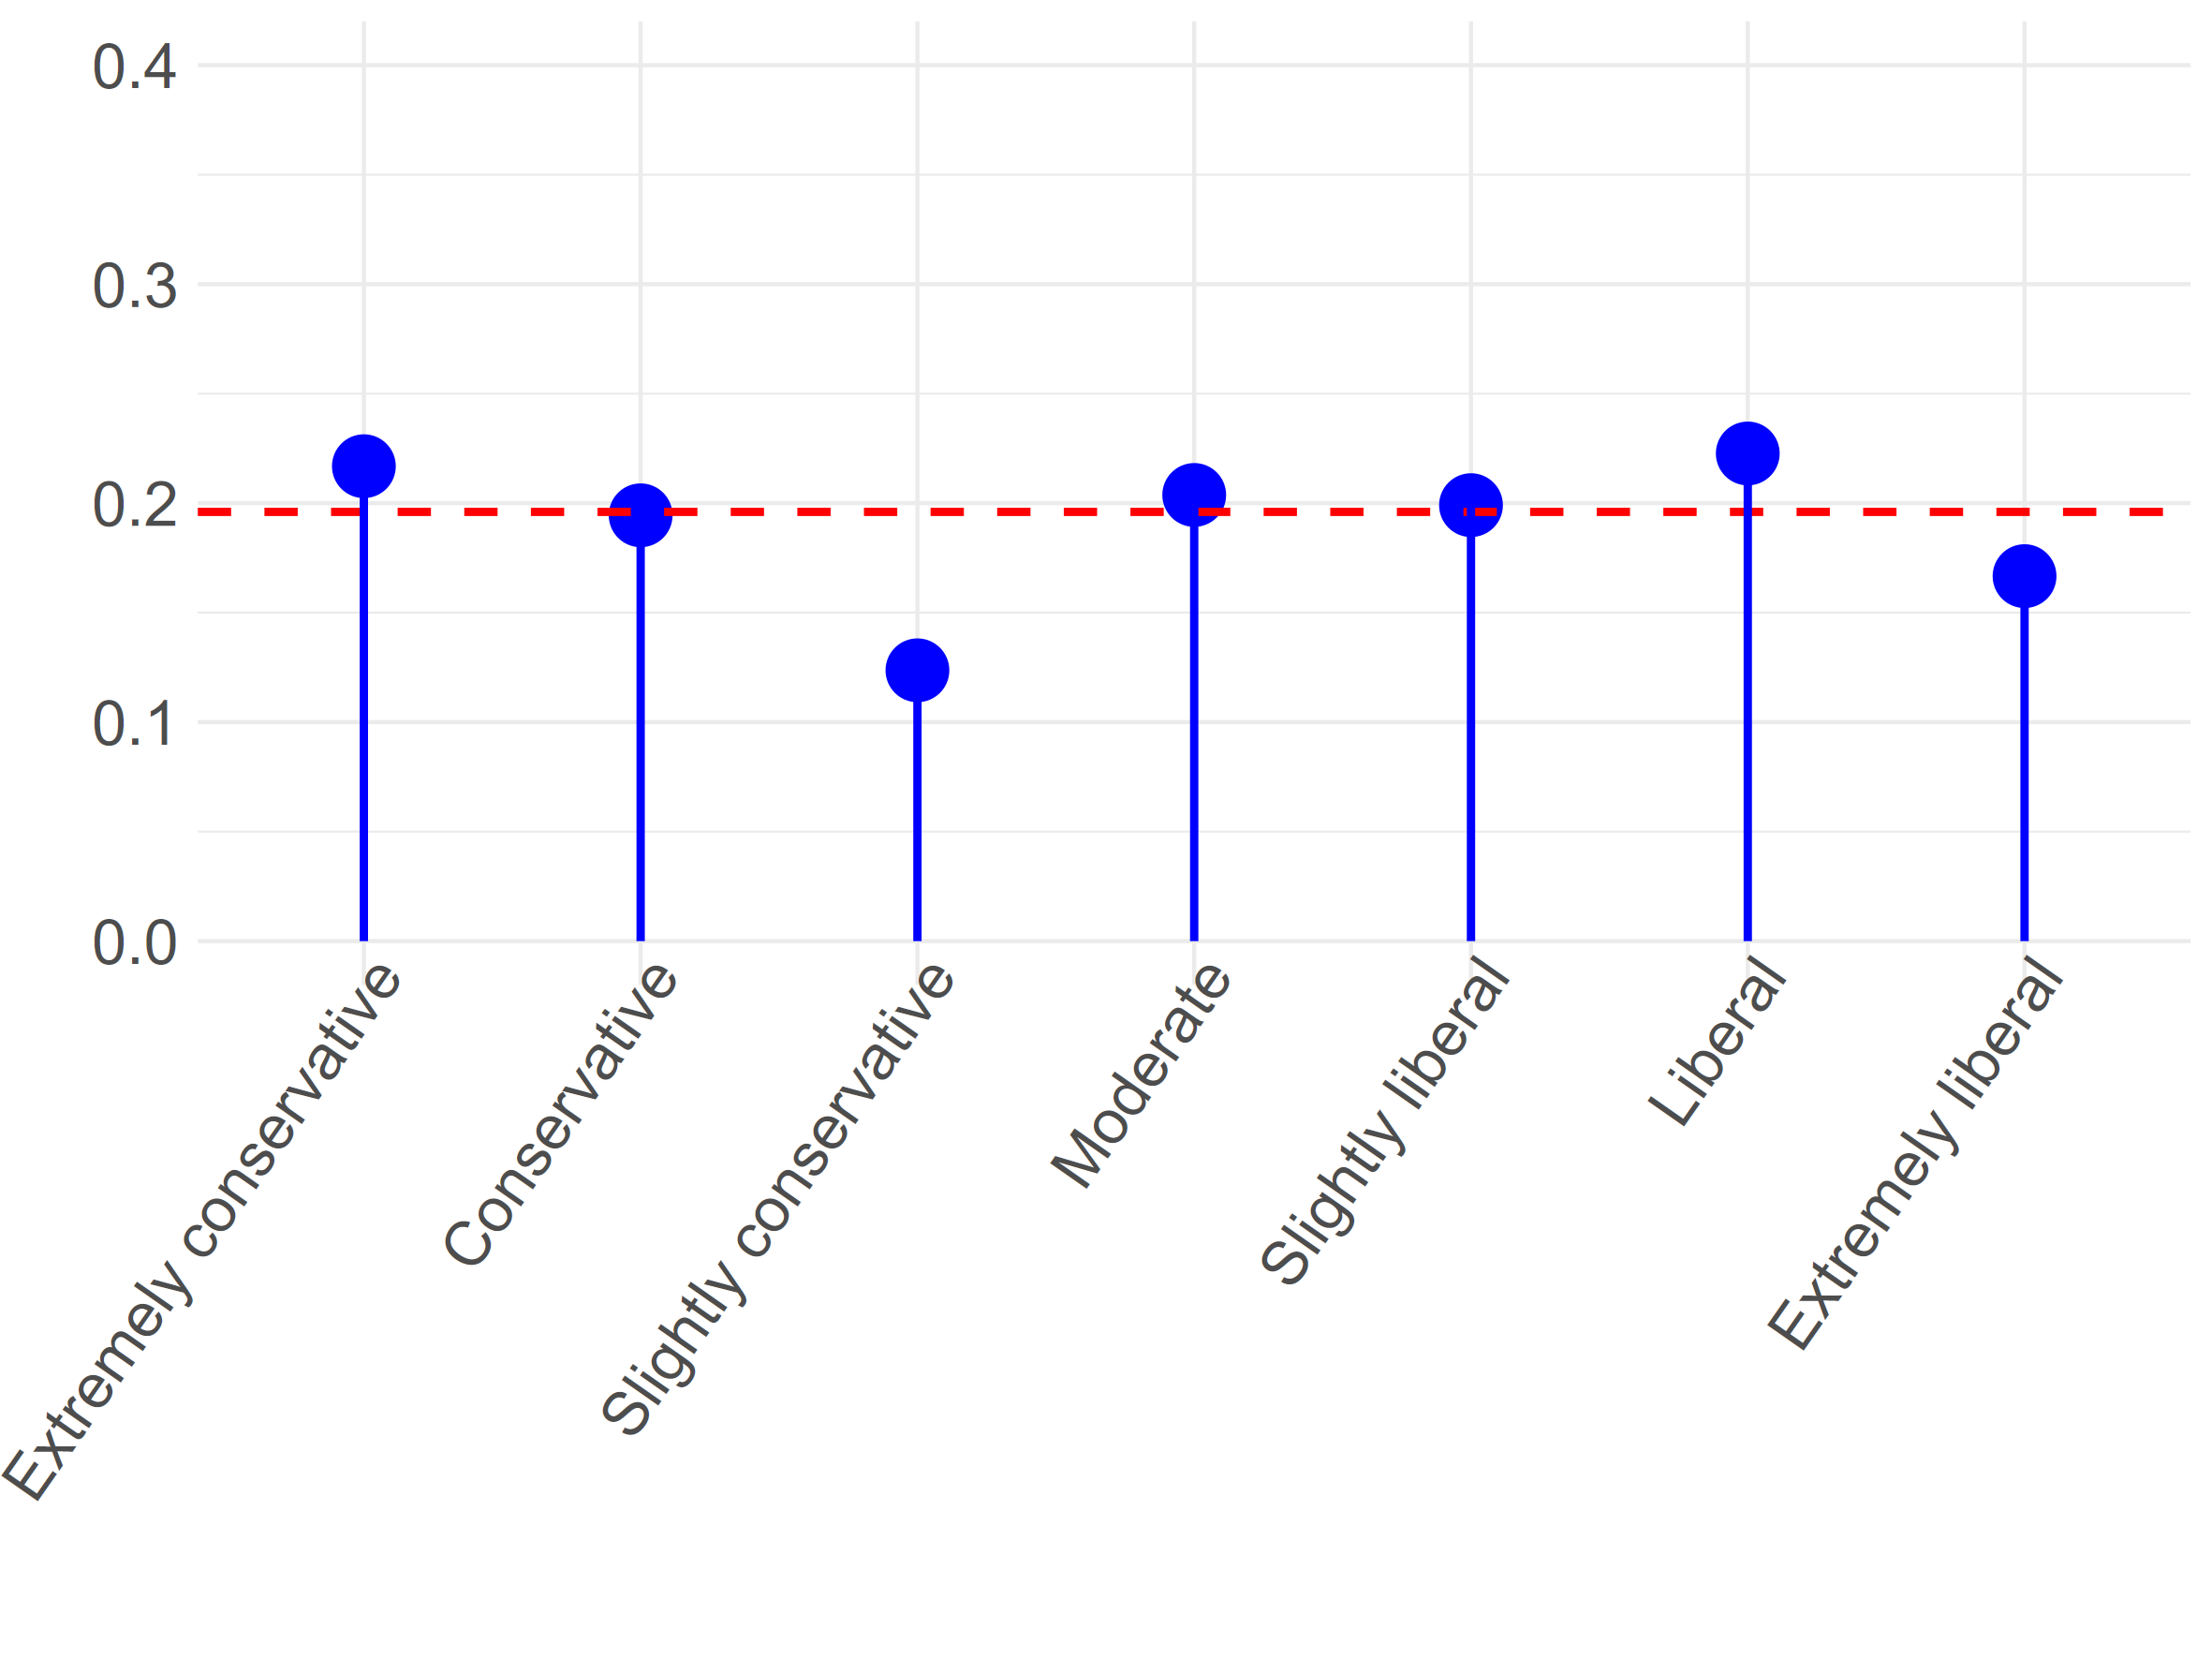 0.4
0.3
0.2
0.1
0.0
Extremely conservative
Conservative
Slightly conservative
Moderate
Slightly liberal
Liberal
Extremely liberal